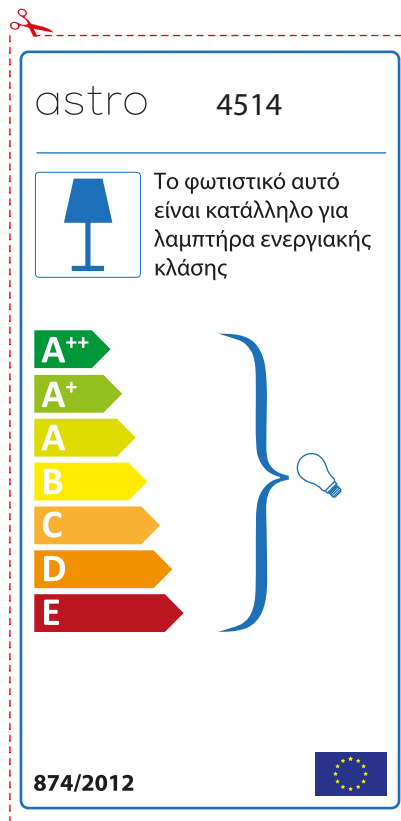 astro 4514
Το φωτιστικό αυτό
είναι κατάλληλο για
λαμπτήρα ενεργιακής
κλάσης
A++
A+
A
B
C
D
E
874/2012